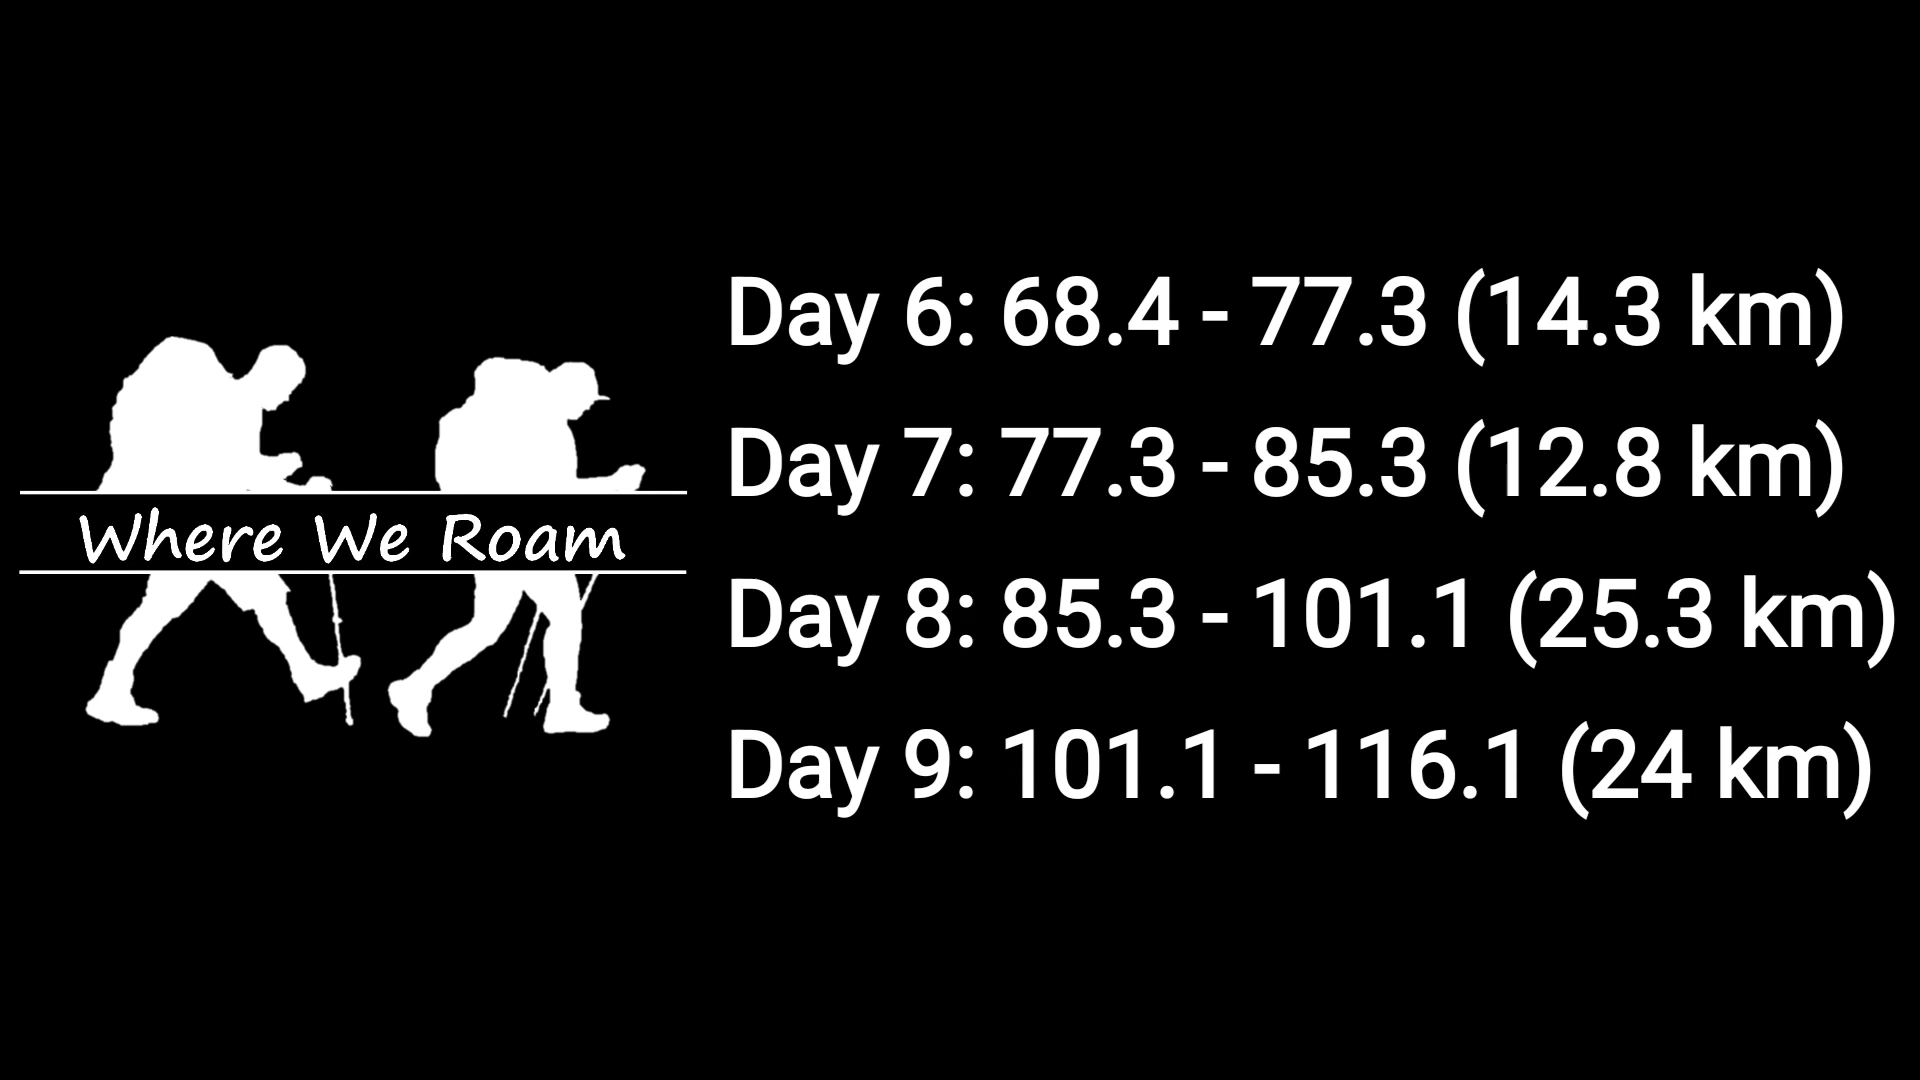 Where We Roam
Day 6: 68.4 - 77.3 (14.3 km)
Day 7: 77.3 - 85.3 (12.8 km)
Day 8: 85.3 - 101.1 (25.3 km)
Day 9: 101.1 - 116.1 (24 km)